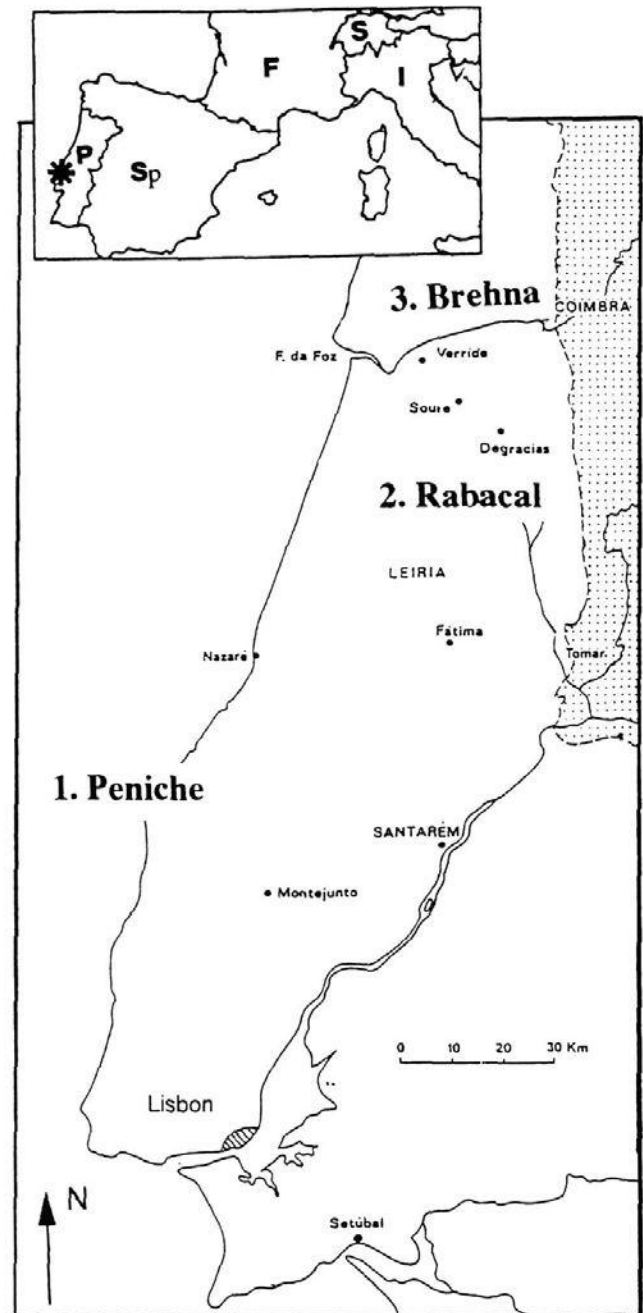 S
F
I
P
Sp
3. Brehna
COIMBRA
F. da Foz
Verride
Soure
Degracias
2. Rabacal
LEIRIA
Fátima
Nazaré
Tomar.
1. Peniche
SANTARÉM
Montejunto
0 10 20 30 Km
Lisbon
N
Setúbal